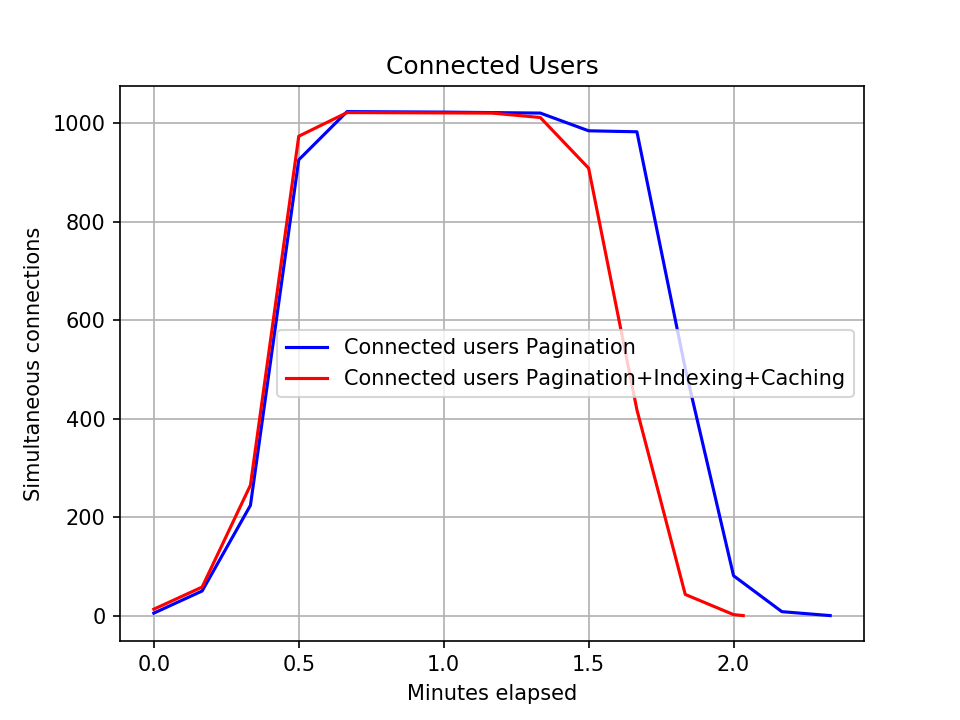 Connected Users
1000
800
600
400
200
0
Simultaneous connections
Connected users Pagination
Connected users Pagination+Indexing+Caching
0.0 0.5 1.0 1.5 2.0
Minutes elapsed